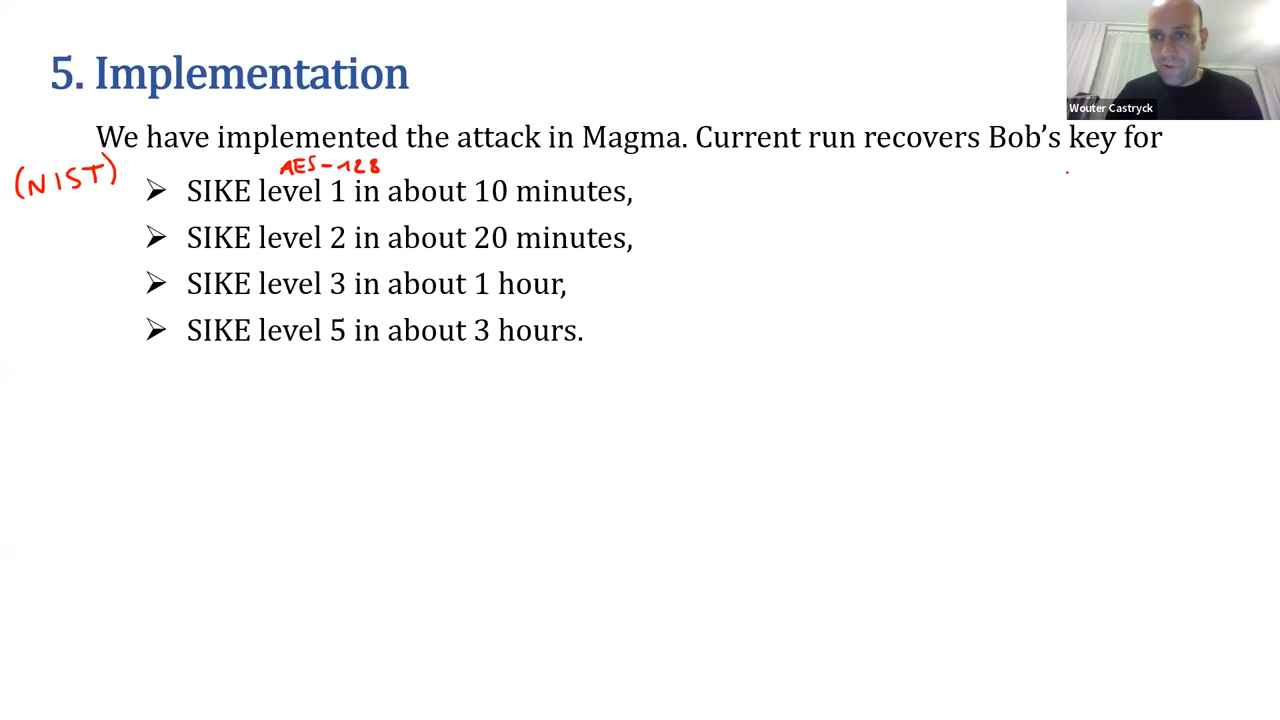 5. Implementation
Wouter Castryck
We have implemented the attack in Magma. Current run recovers Bob's key for
(NIST)
AES-128
➢ SIKE level 1 in about 10 minutes,
➢ SIKE level 2 in about 20 minutes,
➢ SIKE level 3 in about 1 hour,
➢ SIKE level 5 in about 3 hours.